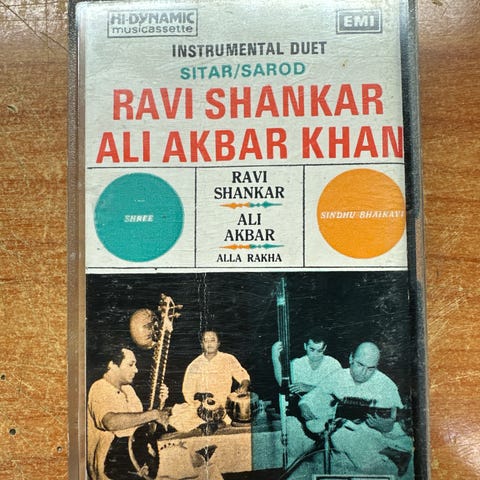 HI-DYNAMIC
musicassette
EMI
INSTRUMENTAL DUET
SITAR/SAROD
RAVI SHANKAR
ALI AKBAR KHAN
SHREE
RAVI
SHANKAR
ALI
AKBAR
ALLA RAKHA
SINDHU-BHAIRAVI